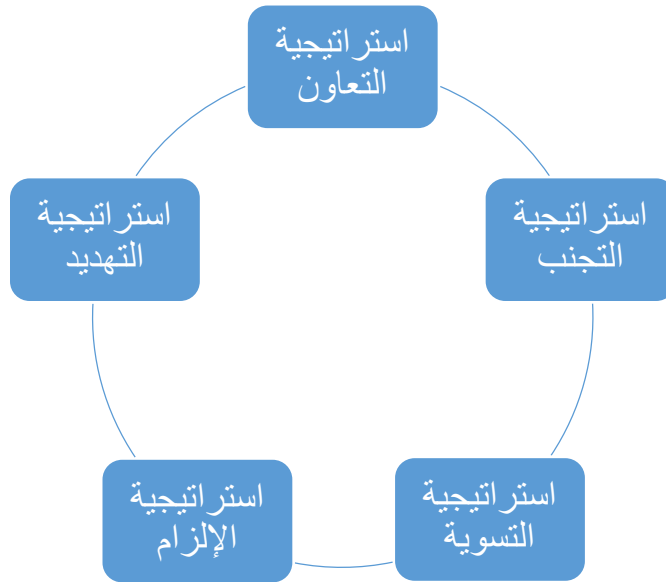 استراتيجية
التعاون
استراتيجية
التجنب
استراتيجية
التسوية
استراتيجية
الإلزام
استراتيجية
التهديد